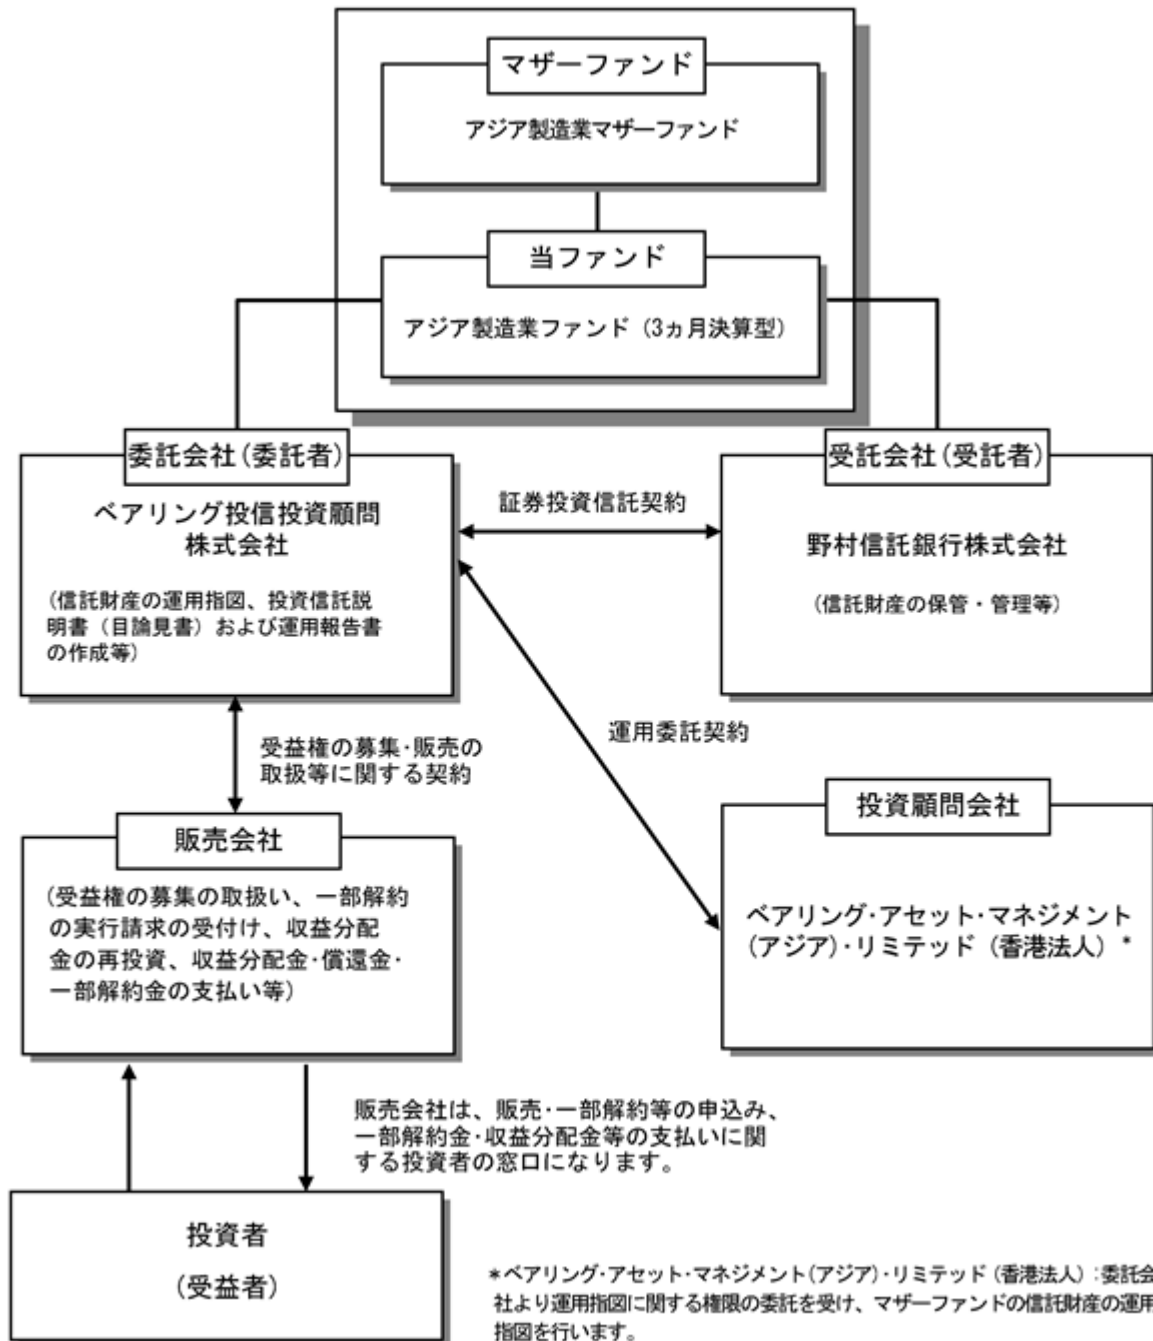 マザーファンド
アジア製造業マザーファンド
当ファンド
アジア製造業ファンド（3ヵ月決算型）
委託会社(委託者)
ベアリング投信投資顧問
株式会社
(信託財産の運用指図、投資信託説
明書（目論見書）および運用報告書
の作成等)
証券投資信託契約
受託会社(受託者)
野村信託銀行株式会社
(信託財産の保管・管理等)
運用委託契約
受益権の募集・販売の
取扱等に関する契約
投資顧問会社
ベアリング・アセット・マネジメント
(アジア)・リミテッド（香港法人）*
販売会社
(受益権の募集の取扱い、一部解約
の実行請求の受付け、収益分配
金の再投資、収益分配金・償還金・
一部解約金の支払い等)
販売会社は、販売・一部解約等の申込み、
一部解約金・収益分配金等の支払いに関
する投資者の窓口になります。
投資者
(受益者)
*ベアリング・アセット・マネジメント(アジア)・リミテッド（香港法人）:委託会
社より運用指図に関する権限の委託を受け、マザーファンドの信託財産の運用
指図を行います。